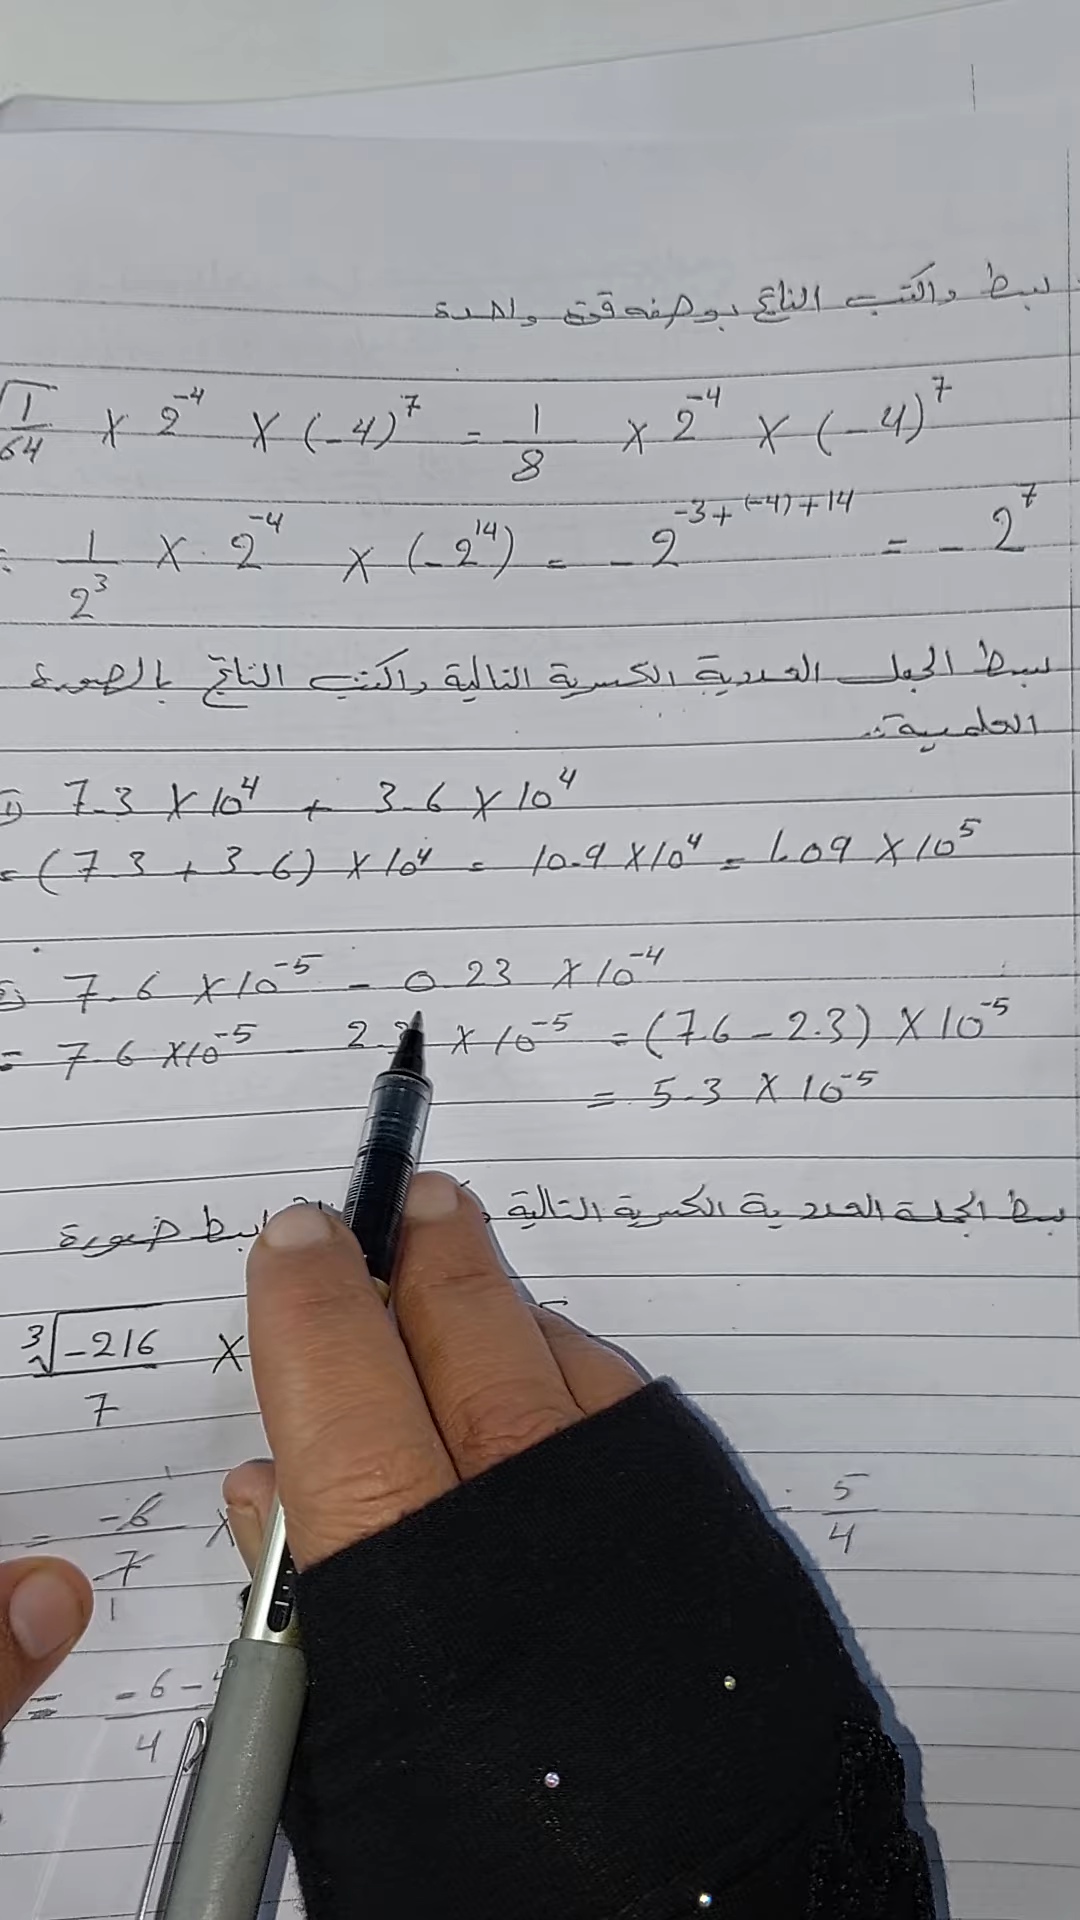 بسط واكتب الناتج بوصفه قوة واحدة
√1/64 × 2^-4 × (-4)^7 = 1/8 × 2^-4 × (-4)^7
1/2^3 × 2^-4 × (-2^14) = -2^(-3+(-4)+14) = -2^7
بسط الجمل العددية الكسرية التالية واكتب الناتج بالصورة
العلمية:
1) 7.3 × 10^4 + 3.6 × 10^4
= (7.3 + 3.6) × 10^4 = 10.9 × 10^4 = 1.09 × 10^5
7.6 × 10^-5 - 0.23 × 10^-4
= 7.6 × 10^-5 - 2.3 × 10^-5 = (7.6 - 2.3) × 10^-5
= 5.3 × 10^-5
بسط الجملة العددية الكسرية التالية صورة
∛-216/7 ×
= -6/7 × = 5/4
1 1
= -6 - /4